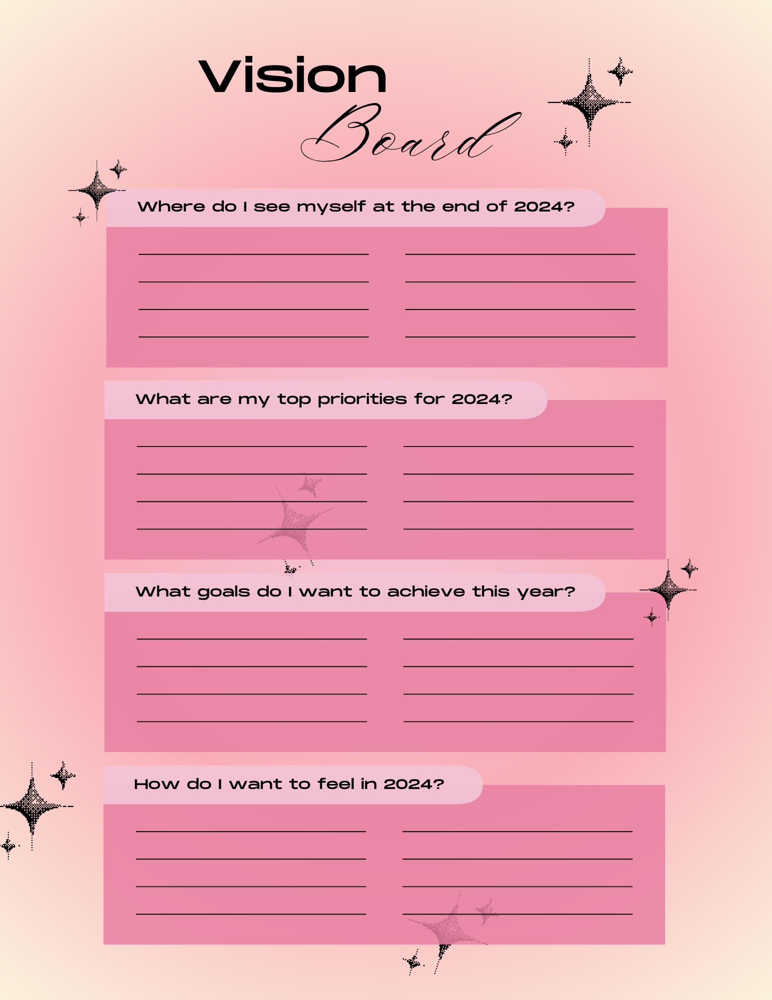 Vision
Board
Where do I see myself at the end of 2024?
What are my top priorities for 2024?
What goals do I want to achieve this year?
How do I want to feel in 2024?